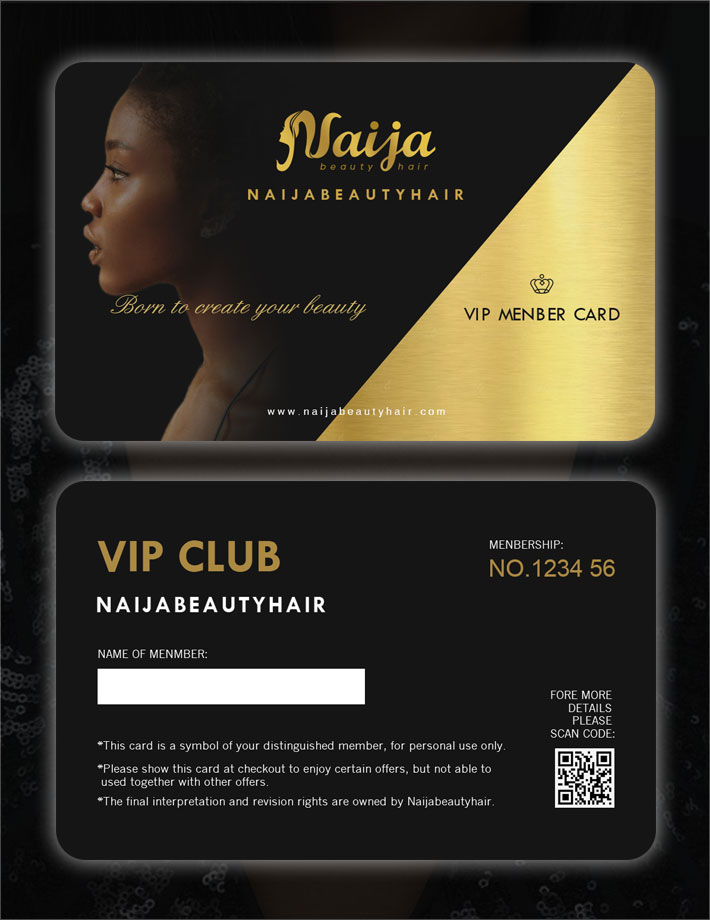 Naija
beauty hair
NAIJABEAUTYHAIR
Born to create your beauty
VIP MENBER CARD
www.naijabeautyhair.com
VIP CLUB
NAIJABEAUTYHAIR
MENBERSHIP:
NO.1234 56
NAME OF MENMBER:
FORE MORE
DETAILS
PLEASE
SCAN CODE:
*This card is a symbol of your distinguished member, for personal use only.
*Please show this card at checkout to enjoy certain offers, but not able to
used together with other offers.
*The final interpretation and revision rights are owned by Naijabeautyhair.